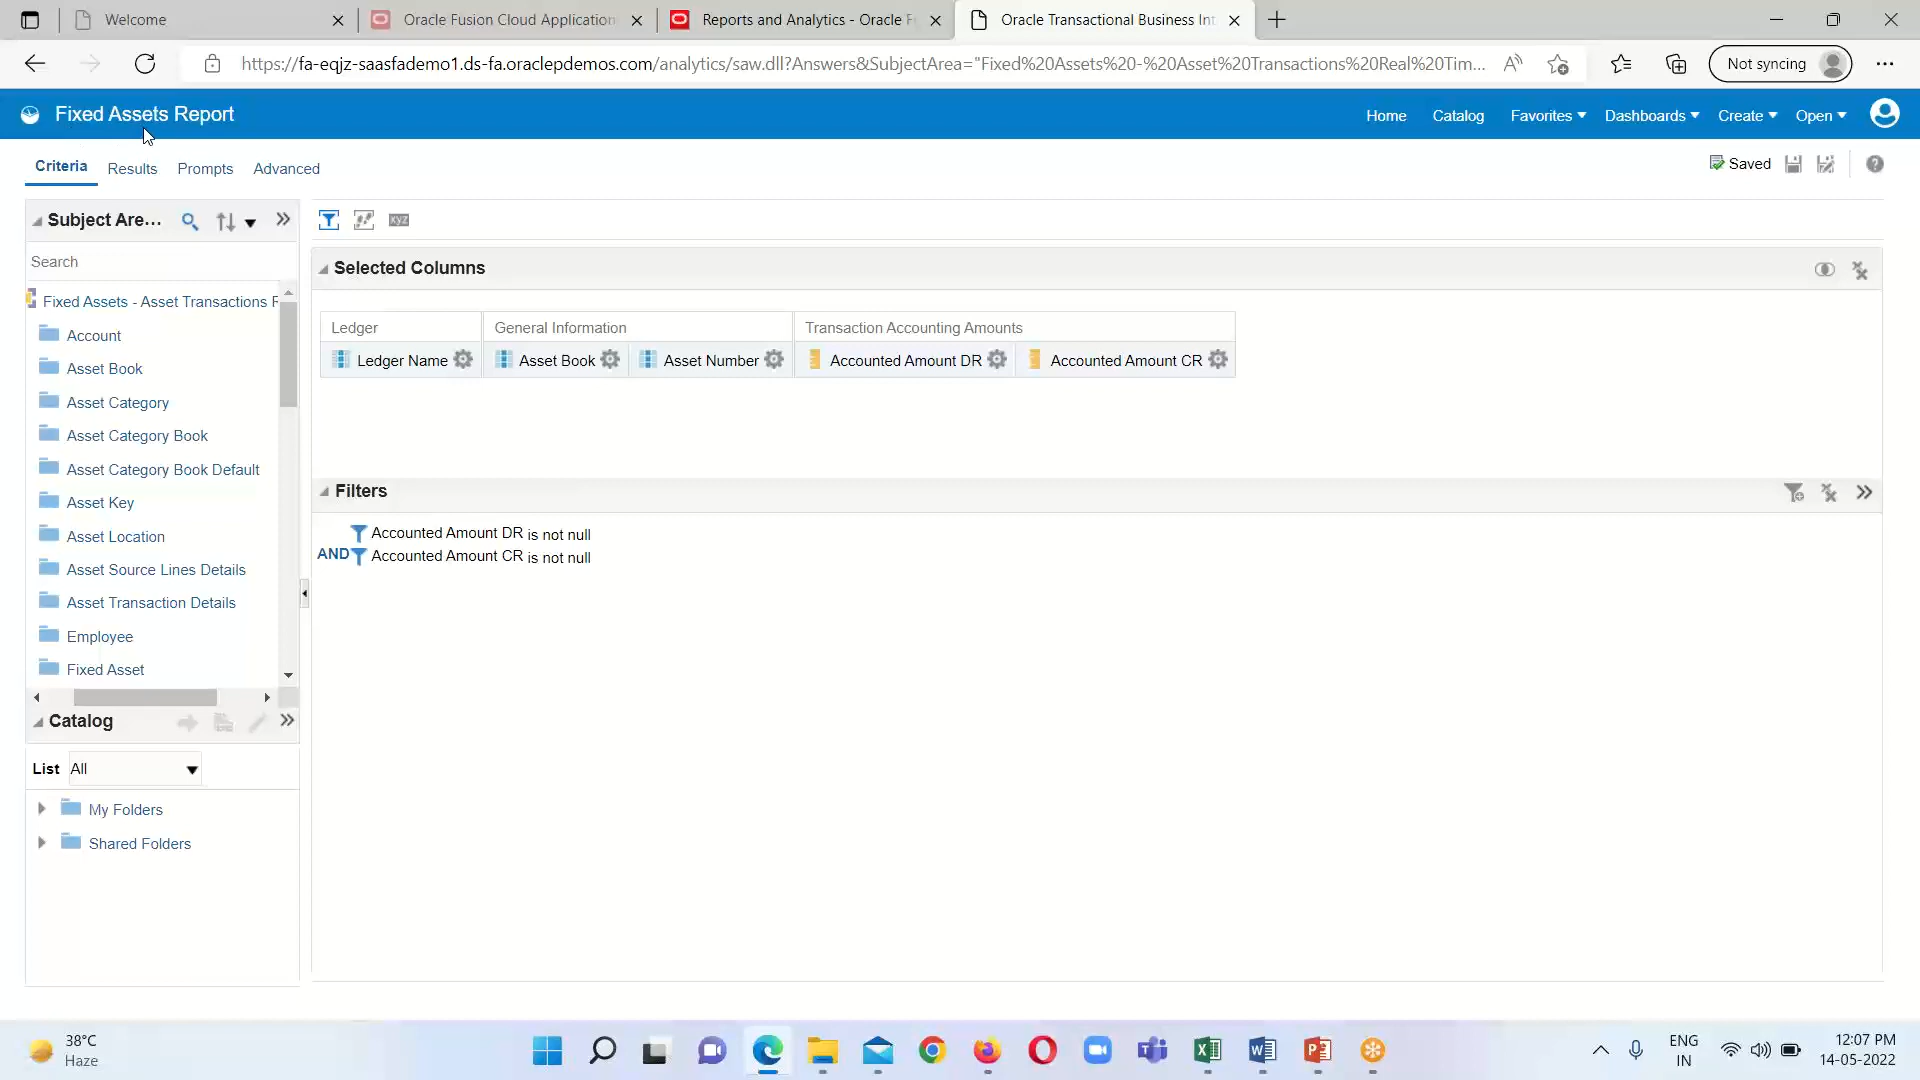 Welcome
Oracle Fusion Cloud Application
Reports and Analytics - Oracle F
Oracle Transactional Business Int
https://fa-eqjz-saasfademo1.ds-fa.oraclepdemos.com/analytics/saw.dll?Answers&SubjectArea="Fixed%20Assets%20-%20Asset%20Transactions%20Real%20Tim...
Not syncing
Fixed Assets Report
Home
Catalog
Favorites
Dashboards
Create
Open
Criteria
Results
Prompts
Advanced
Saved
Subject Are...
Search
Fixed Assets - Asset Transactions R
Account
Asset Book
Asset Category
Asset Category Book
Asset Category Book Default
Asset Key
Asset Location
Asset Source Lines Details
Asset Transaction Details
Employee
Fixed Asset
Catalog
List All
My Folders
Shared Folders
xyz
Selected Columns
Ledger
General Information
Transaction Accounting Amounts
Ledger Name
Asset Book
Asset Number
Accounted Amount DR
Accounted Amount CR
Filters
Accounted Amount DR is not null
AND Accounted Amount CR is not null
38°C
Haze
ENG
IN
12:07 PM
14-05-2022